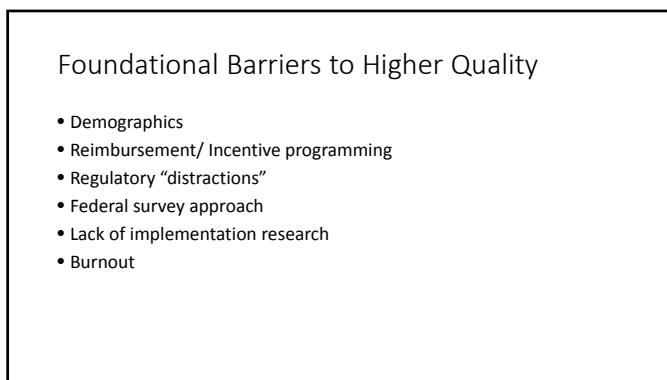 Foundational Barriers to Higher Quality
• Demographics
• Reimbursement/ Incentive programming
• Regulatory “distractions”
• Federal survey approach
• Lack of implementation research
• Burnout